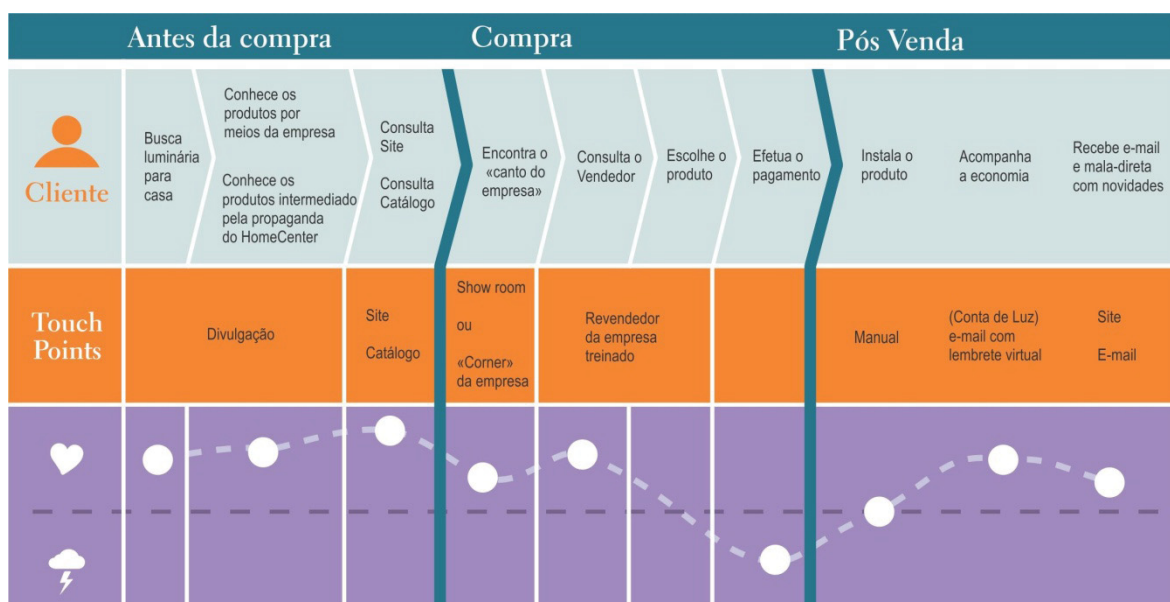 Antes da compra
Compra
Pós Venda
Cliente
Busca
luminária
para
casa
Conhece os
produtos por
meios da empresa
Conhece os
produtos intermediado
pela propaganda
do HomeCenter
Consulta
Site
Consulta
Catálogo
Encontra o
«canto do
empresa»
Consulta o
Vendedor
Escolhe o
produto
Efetua o
pagamento
Instala o
produto
Acompanha
a economia
Recebe e-mail
e mala-direta
com novidades
Touch
Points
Divulgação
Site
Catálogo
Show room
ou
«Corner»
da empresa
Revendedor
da empresa
treinado
Manual
(Conta de Luz)
e-mail com
lembrete virtual
Site
E-mail